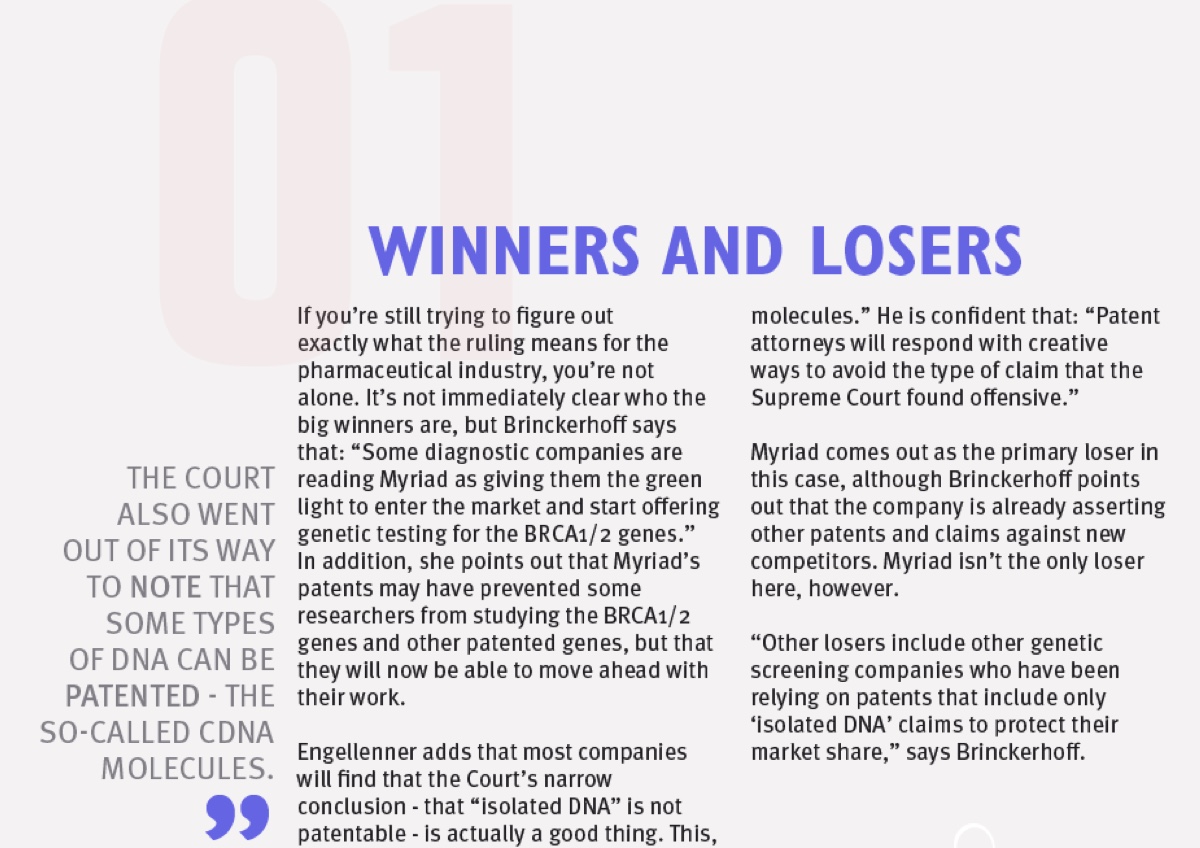 01
WINNERS AND LOSERS
THE COURT
ALSO WENT
OUT OF ITS WAY
TO NOTE THAT
SOME TYPES
OF DNA CAN BE
PATENTED - THE
SO-CALLED CDNA
MOLECULES.
”
If you’re still trying to figure out
exactly what the ruling means for the
pharmaceutical industry, you’re not
alone. It’s not immediately clear who the
big winners are, but Brinckerhoff says
that: “Some diagnostic companies are
reading Myriad as giving them the green
light to enter the market and start offering
genetic testing for the BRCA1/2 genes.”
In addition, she points out that Myriad’s
patents may have prevented some
researchers from studying the BRCA1/2
genes and other patented genes, but that
they will now be able to move ahead with
their work.
Engellenner adds that most companies
will find that the Court’s narrow
conclusion - that “isolated DNA” is not
patentable - is actually a good thing. This,
molecules.” He is confident that: “Patent
attorneys will respond with creative
ways to avoid the type of claim that the
Supreme Court found offensive.”
Myriad comes out as the primary loser in
this case, although Brinckerhoff points
out that the company is already asserting
other patents and claims against new
competitors. Myriad isn’t the only loser
here, however.
“Other losers include other genetic
screening companies who have been
relying on patents that include only
‘isolated DNA’ claims to protect their
market share,” says Brinckerhoff.